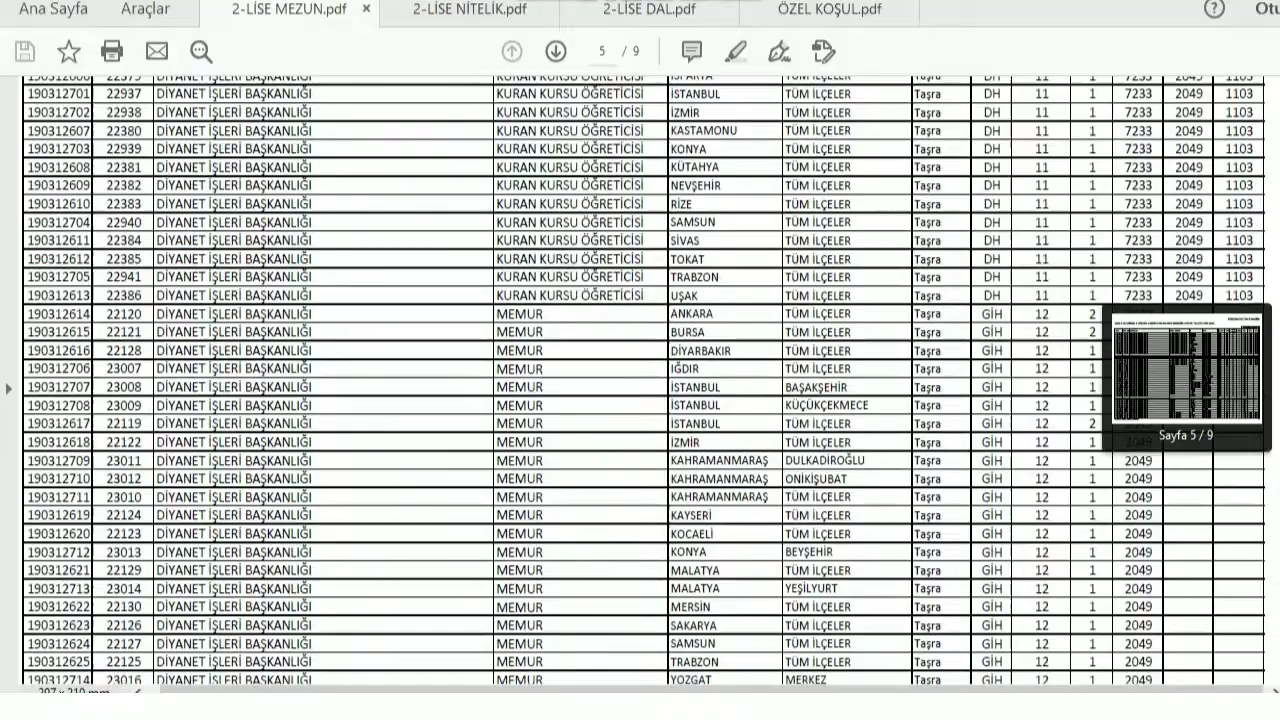 Ana Sayfa Araçlar 2-LİSE MEZUN.pdf × 2-LİSE NİTELİK.pdf 2-LİSE DAL.pdf ÖZEL KOŞUL.pdf ? Otu
5 / 9
190312701 22937 DİYANET İŞLERİ BAŞKANLIĞI KURAN KURSU ÖĞRETİCİSİ İSTANBUL TÜM İLÇELER Taşra DH 11 1 7233 2049 1103
190312702 22938 DİYANET İŞLERİ BAŞKANLIĞI KURAN KURSU ÖĞRETİCİSİ İZMİR TÜM İLÇELER Taşra DH 11 1 7233 2049 1103
190312607 22380 DİYANET İŞLERİ BAŞKANLIĞI KURAN KURSU ÖĞRETİCİSİ KASTAMONU TÜM İLÇELER Taşra DH 11 1 7233 2049 1103
190312703 22939 DİYANET İŞLERİ BAŞKANLIĞI KURAN KURSU ÖĞRETİCİSİ KONYA TÜM İLÇELER Taşra DH 11 1 7233 2049 1103
190312608 22381 DİYANET İŞLERİ BAŞKANLIĞI KURAN KURSU ÖĞRETİCİSİ KÜTAHYA TÜM İLÇELER Taşra DH 11 1 7233 2049 1103
190312609 22382 DİYANET İŞLERİ BAŞKANLIĞI KURAN KURSU ÖĞRETİCİSİ NEVŞEHİR TÜM İLÇELER Taşra DH 11 1 7233 2049 1103
190312610 22383 DİYANET İŞLERİ BAŞKANLIĞI KURAN KURSU ÖĞRETİCİSİ RİZE TÜM İLÇELER Taşra DH 11 1 7233 2049 1103
190312704 22940 DİYANET İŞLERİ BAŞKANLIĞI KURAN KURSU ÖĞRETİCİSİ SAMSUN TÜM İLÇELER Taşra DH 11 1 7233 2049 1103
190312611 22384 DİYANET İŞLERİ BAŞKANLIĞI KURAN KURSU ÖĞRETİCİSİ SİVAS TÜM İLÇELER Taşra DH 11 1 7233 2049 1103
190312612 22385 DİYANET İŞLERİ BAŞKANLIĞI KURAN KURSU ÖĞRETİCİSİ TOKAT TÜM İLÇELER Taşra DH 11 1 7233 2049 1103
190312705 22941 DİYANET İŞLERİ BAŞKANLIĞI KURAN KURSU ÖĞRETİCİSİ TRABZON TÜM İLÇELER Taşra DH 11 1 7233 2049 1103
190312613 22386 DİYANET İŞLERİ BAŞKANLIĞI KURAN KURSU ÖĞRETİCİSİ UŞAK TÜM İLÇELER Taşra DH 11 1 7233 2049 1103
190312614 22120 DİYANET İŞLERİ BAŞKANLIĞI MEMUR ANKARA TÜM İLÇELER Taşra GİH 12 2
190312615 22121 DİYANET İŞLERİ BAŞKANLIĞI MEMUR BURSA TÜM İLÇELER Taşra GİH 12 2
190312616 22128 DİYANET İŞLERİ BAŞKANLIĞI MEMUR DİYARBAKIR TÜM İLÇELER Taşra GİH 12 1
190312706 23007 DİYANET İŞLERİ BAŞKANLIĞI MEMUR IĞDIR TÜM İLÇELER Taşra GİH 12 1
190312707 23008 DİYANET İŞLERİ BAŞKANLIĞI MEMUR İSTANBUL BAŞAKŞEHİR Taşra GİH 12 1
190312708 23009 DİYANET İŞLERİ BAŞKANLIĞI MEMUR İSTANBUL KÜÇÜKÇEKMECE Taşra GİH 12 1
190312617 22119 DİYANET İŞLERİ BAŞKANLIĞI MEMUR İSTANBUL TÜM İLÇELER Taşra GİH 12 2
Sayfa 5 / 9
190312618 22122 DİYANET İŞLERİ BAŞKANLIĞI MEMUR İZMİR TÜM İLÇELER Taşra GİH 12 1 2049
190312709 23011 DİYANET İŞLERİ BAŞKANLIĞI MEMUR KAHRAMANMARAŞ DULKADİROĞLU Taşra GİH 12 1 2049
190312710 23012 DİYANET İŞLERİ BAŞKANLIĞI MEMUR KAHRAMANMARAŞ ONİKİŞUBAT Taşra GİH 12 1 2049
190312711 23010 DİYANET İŞLERİ BAŞKANLIĞI MEMUR KAHRAMANMARAŞ TÜM İLÇELER Taşra GİH 12 1 2049
190312619 22124 DİYANET İŞLERİ BAŞKANLIĞI MEMUR KAYSERİ TÜM İLÇELER Taşra GİH 12 1 2049
190312620 22123 DİYANET İŞLERİ BAŞKANLIĞI MEMUR KOCAELİ TÜM İLÇELER Taşra GİH 12 1 2049
190312712 23013 DİYANET İŞLERİ BAŞKANLIĞI MEMUR KONYA BEYŞEHİR Taşra GİH 12 1 2049
190312621 22129 DİYANET İŞLERİ BAŞKANLIĞI MEMUR MALATYA TÜM İLÇELER Taşra GİH 12 1 2049
190312713 23014 DİYANET İŞLERİ BAŞKANLIĞI MEMUR MALATYA YEŞİLYURT Taşra GİH 12 1 2049
190312622 22130 DİYANET İŞLERİ BAŞKANLIĞI MEMUR MERSİN TÜM İLÇELER Taşra GİH 12 1 2049
190312623 22126 DİYANET İŞLERİ BAŞKANLIĞI MEMUR SAKARYA TÜM İLÇELER Taşra GİH 12 1 2049
190312624 22127 DİYANET İŞLERİ BAŞKANLIĞI MEMUR SAMSUN TÜM İLÇELER Taşra GİH 12 1 2049
190312625 22125 DİYANET İŞLERİ BAŞKANLIĞI MEMUR TRABZON TÜM İLÇELER Taşra GİH 12 1 2049
190312714 23016 DİYANET İŞLERİ BAŞKANLIĞI MEMUR YOZGAT MERKEZ Taşra GİH 12 1 2049
297 x 210 mm